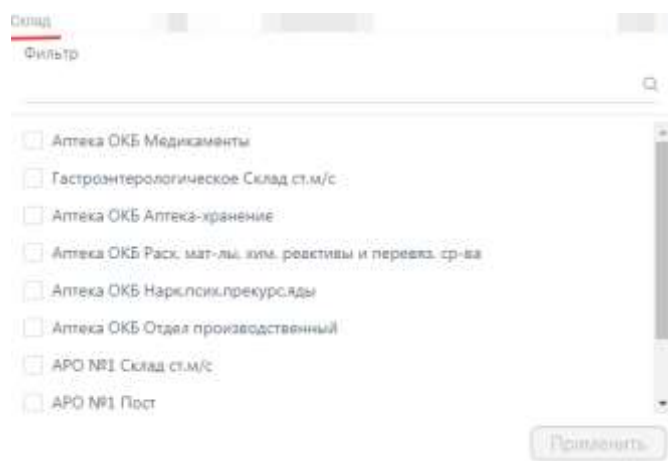 Склад
Фильтр
Аптека ОКБ Медикаменты
Гастроэнтерологическое Склад ст.м/с
Аптека ОКБ Аптека-хранение
Аптека ОКБ Расх. мат-лы, хим. реактивы и перевяз. ср-ва
Аптека ОКБ Нарк.псих.прекурс.яды
Аптека ОКБ Отдел производственный
АРО №1 Склад ст.м/с
АРО №1 Пост
Применить